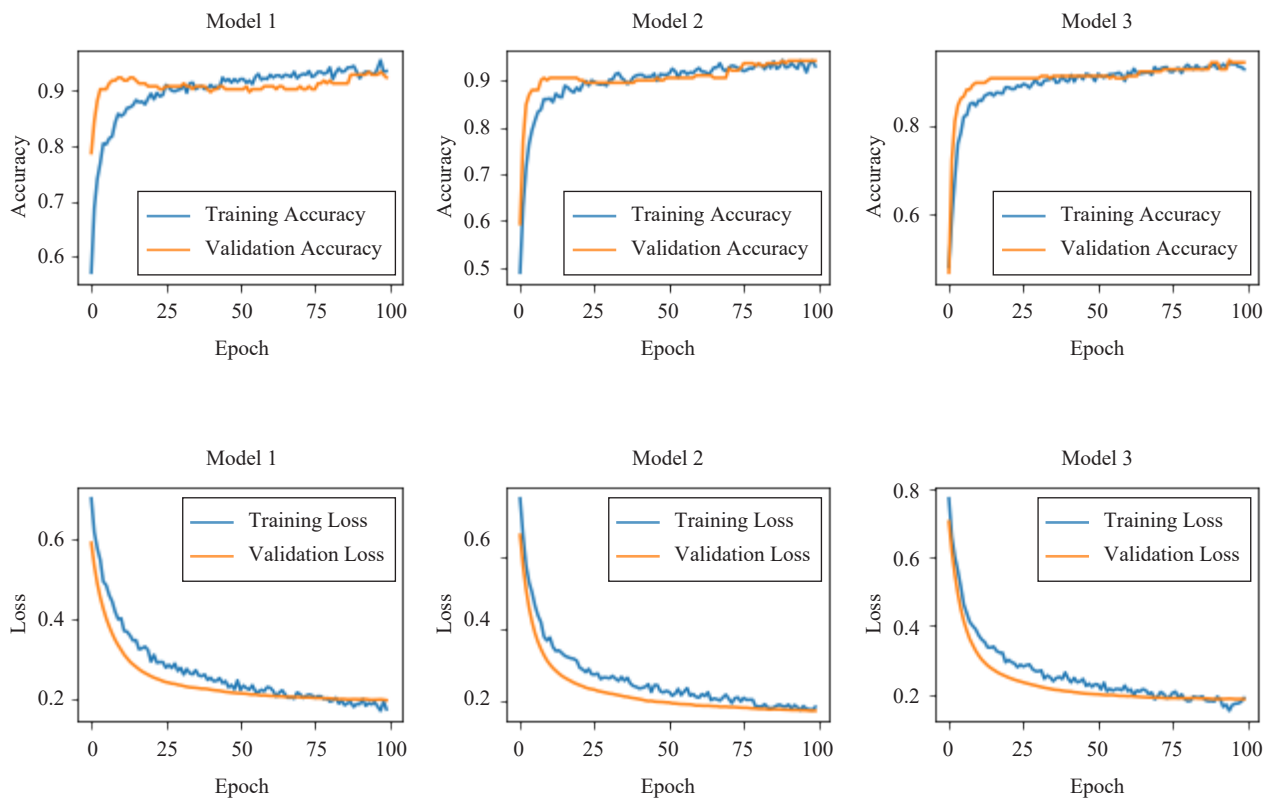 Model 1
Model 2
Model 3
Accuracy
0.9
0.8
0.7
0.6
Training Accuracy
Validation Accuracy
0
25
50
75
100
Epoch
Accuracy
0.9
0.8
0.7
0.6
0.5
Training Accuracy
Validation Accuracy
0
25
50
75
100
Epoch
Accuracy
0.8
0.6
Training Accuracy
Validation Accuracy
0
25
50
75
100
Epoch
Model 1
Model 2
Model 3
Loss
0.6
0.4
0.2
Training Loss
Validation Loss
0
25
50
75
100
Epoch
Loss
0.6
0.4
0.2
Training Loss
Validation Loss
0
25
50
75
100
Epoch
Loss
0.8
0.6
0.4
0.2
Training Loss
Validation Loss
0
25
50
75
100
Epoch